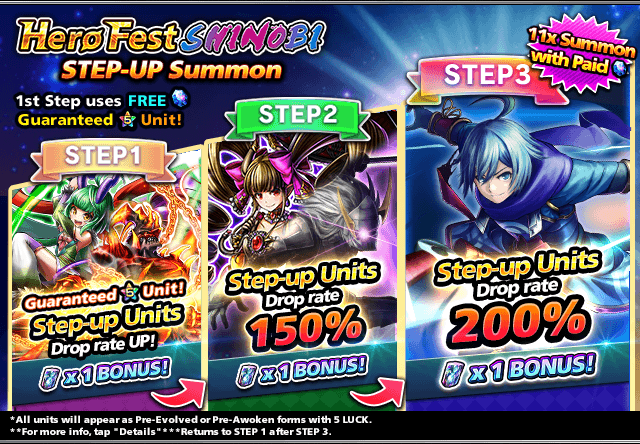 HeroFest SHINOBI
STEP-UP Summon
11x Summon
with Paid
1st Step uses FREE
Guaranteed 5 Unit!
STEP1
Guaranteed 5 Unit!
Step-up Units
Drop rate UP!
x 1 BONUS!
STEP2
Step-up Units
Drop rate
150%
x 1 BONUS!
STEP3
Step-up Units
Drop rate
200%
x 1 BONUS!
*All units will appear as Pre-Evolved or Pre-Awoken forms with 5 LUCK.
**For more info, tap "Details"***Returns to STEP 1 after STEP 3.